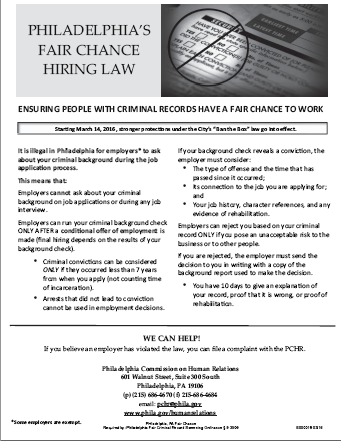 PHILADELPHIA'S
FAIR CHANCE
HIRING LAW
ENSURING PEOPLE WITH CRIMINAL RECORDS HAVE A FAIR CHANCE TO WORK
Starting March 14, 2016, stronger protections under the City's "Ban the Box" law go into effect.
It is illegal in Philadelphia for employers* to ask
about your criminal background during the job
application process.
This means that:
Employers cannot ask about your criminal
background on job applications or during any job
interview.
Employers can run your criminal background check
ONLY AFTER a conditional offer of employment is
made (final hiring depends on the results of your
background check).
• Criminal convictions can be considered
ONLY if they occurred less than 7 years
from when you apply (not counting time
of incarceration).
• Arrests that did not lead to conviction
cannot be used in employment decisions.
If your background check reveals a conviction, the
employer must consider:
• The type of offense and the time that has
passed since it occurred;
• Its connection to the job you are applying for;
and
• Your job history, character references, and any
evidence of rehabilitation.
Employers can reject you based on your criminal
record ONLY if you pose an unacceptable risk to the
business or to other people.
If you are rejected, the employer must send the
decision to you in writing with a copy of the
background report used to make the decision.
• You have 10 days to give an explanation of
your record, proof that it is wrong, or proof of
rehabilitation.
WE CAN HELP!
If you believe an employer has violated the law, you can file a complaint with the PCHR.
Philadelphia Commission on Human Relations
601 Walnut Street, Suite 300 South
Philadelphia, PA 19106
(p) (215) 686-4670 (f) 215-686-4684
email: pchr@phila.gov
www.phila.gov/humanrelations
*Some employers are exempt.
Philadelphia, PA Fair Chance